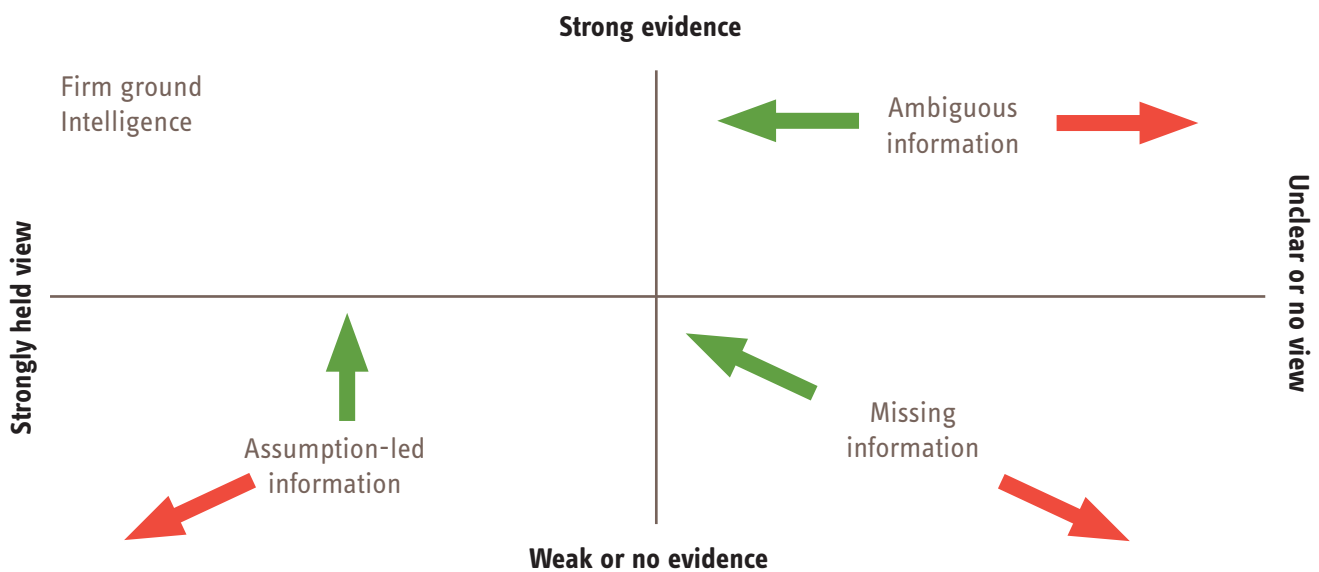 Strong evidence
Firm ground
Intelligence
Ambiguous
information
Strongly held view
Unclear or no view
Assumption-led
information
Missing
information
Weak or no evidence